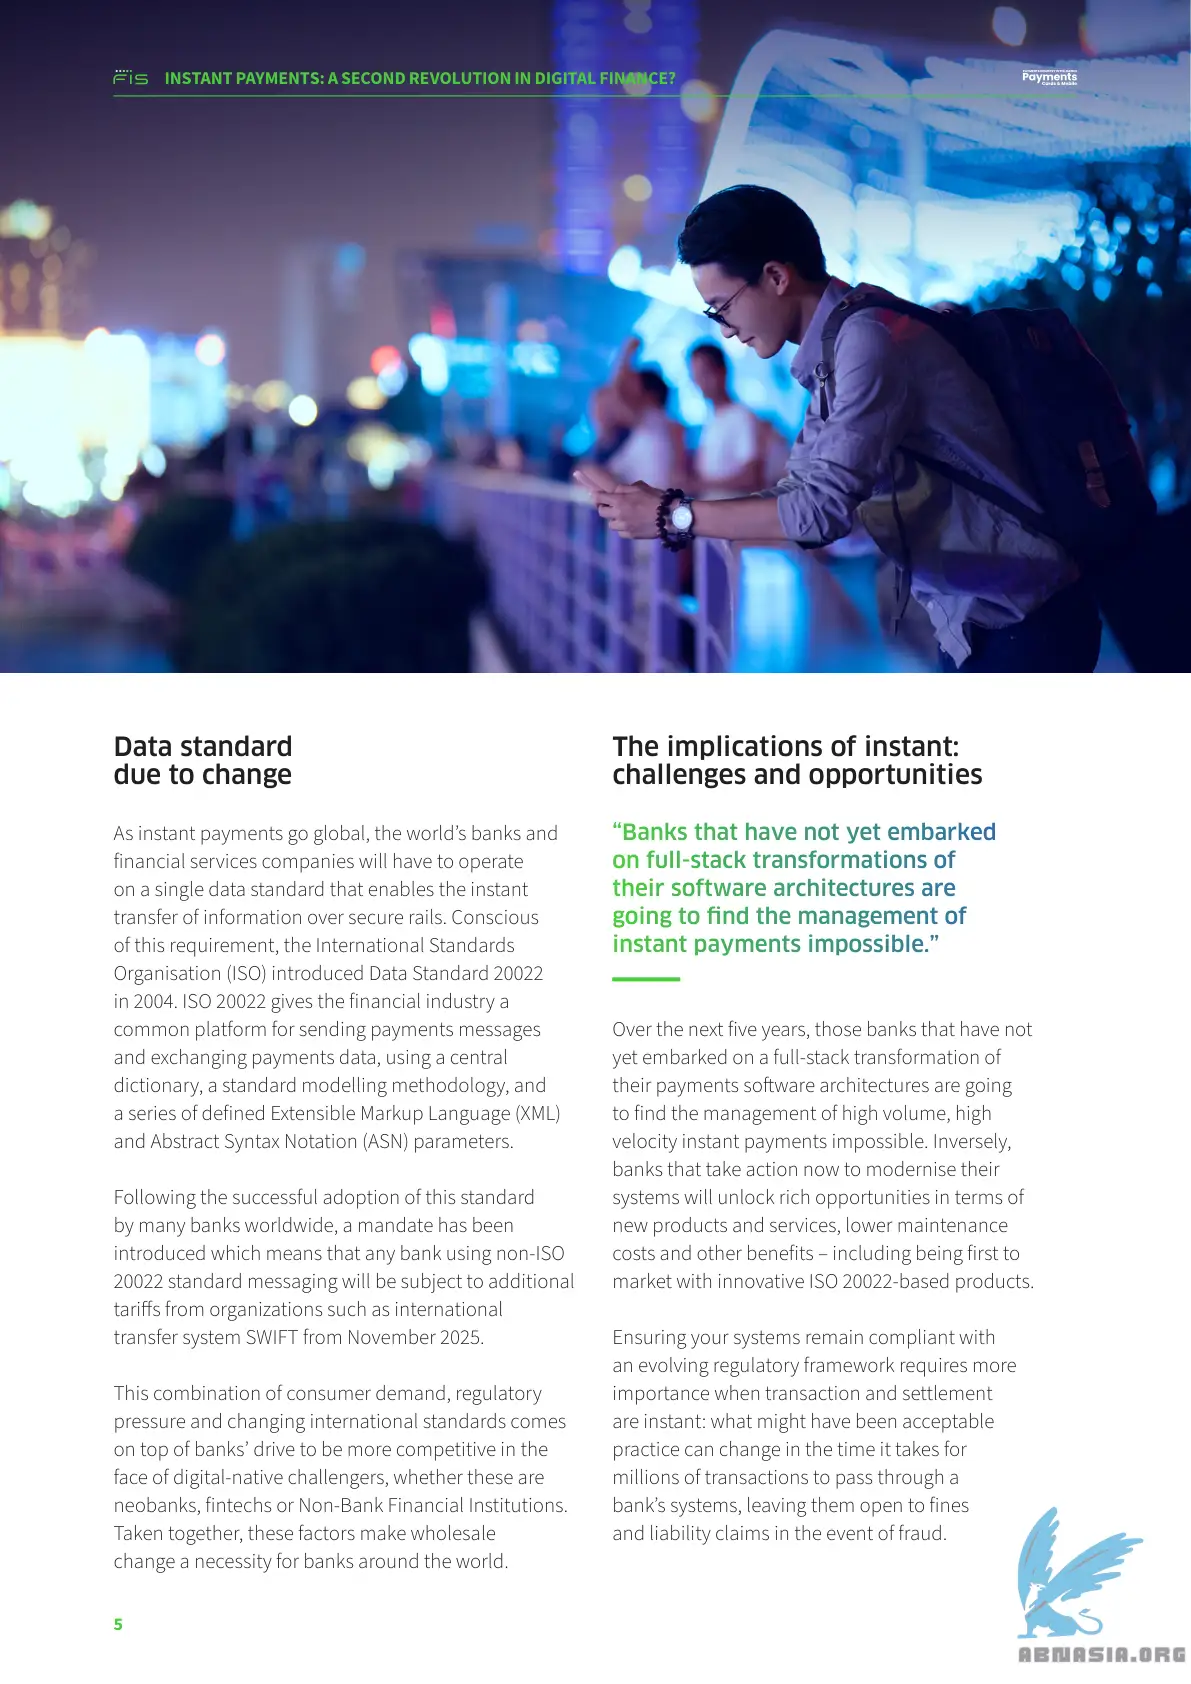 FIS
INSTANT PAYMENTS: A SECOND REVOLUTION IN DIGITAL FINANCE?
Payments
Cards & Mobile
Data standard
due to change
As instant payments go global, the world’s banks and
financial services companies will have to operate
on a single data standard that enables the instant
transfer of information over secure rails. Conscious
of this requirement, the International Standards
Organisation (ISO) introduced Data Standard 20022
in 2004. ISO 20022 gives the financial industry a
common platform for sending payments messages
and exchanging payments data, using a central
dictionary, a standard modelling methodology, and
a series of defined Extensible Markup Language (XML)
and Abstract Syntax Notation (ASN) parameters.
Following the successful adoption of this standard
by many banks worldwide, a mandate has been
introduced which means that any bank using non-ISO
20022 standard messaging will be subject to additional
tariffs from organizations such as international
transfer system SWIFT from November 2025.
This combination of consumer demand, regulatory
pressure and changing international standards comes
on top of banks’ drive to be more competitive in the
face of digital-native challengers, whether these are
neobanks, fintechs or Non-Bank Financial Institutions.
Taken together, these factors make wholesale
change a necessity for banks around the world.
The implications of instant:
challenges and opportunities
“Banks that have not yet embarked
on full-stack transformations of
their software architectures are
going to find the management of
instant payments impossible.”
Over the next five years, those banks that have not
yet embarked on a full-stack transformation of
their payments software architectures are going
to find the management of high volume, high
velocity instant payments impossible. Inversely,
banks that take action now to modernise their
systems will unlock rich opportunities in terms of
new products and services, lower maintenance
costs and other benefits – including being first to
market with innovative ISO 20022-based products.
Ensuring your systems remain compliant with
an evolving regulatory framework requires more
importance when transaction and settlement
are instant: what might have been acceptable
practice can change in the time it takes for
millions of transactions to pass through a
bank’s systems, leaving them open to fines
and liability claims in the event of fraud.
5
ABNASIA.ORG